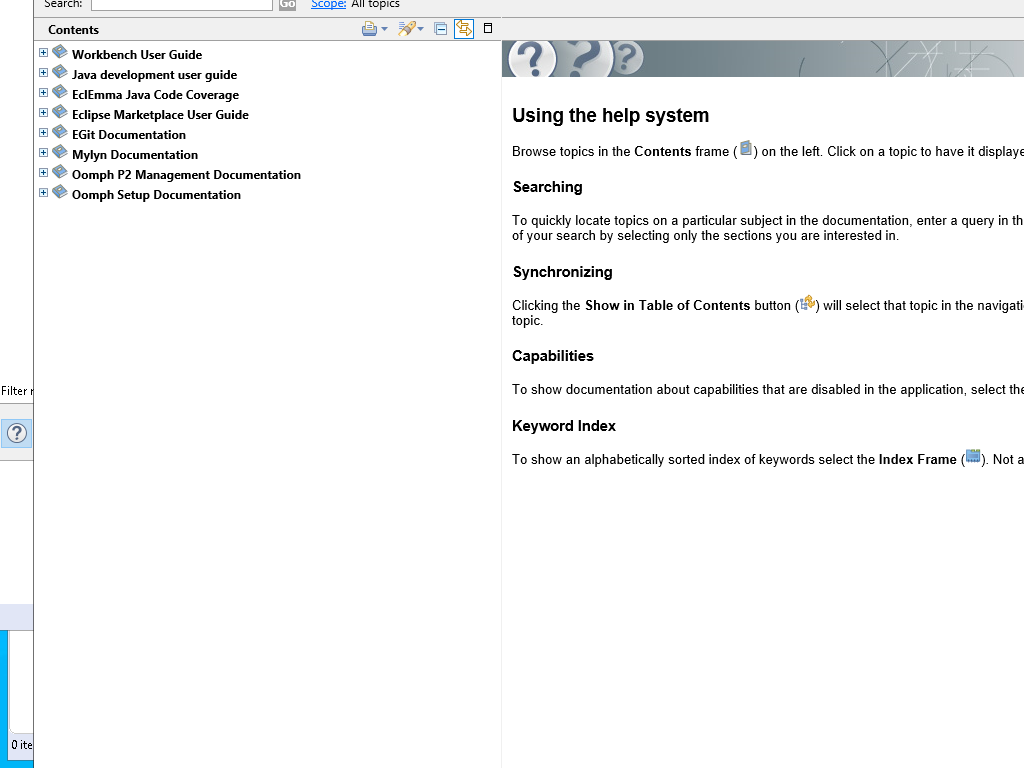 Search: Go Scope: All topics
Contents
Workbench User Guide
Java development user guide
EclEmma Java Code Coverage
Eclipse Marketplace User Guide
EGit Documentation
Mylyn Documentation
Oomph P2 Management Documentation
Oomph Setup Documentation
Using the help system
Browse topics in the Contents frame ( ) on the left. Click on a topic to have it displaye
Searching
To quickly locate topics on a particular subject in the documentation, enter a query in th
of your search by selecting only the sections you are interested in.
Synchronizing
Clicking the Show in Table of Contents button ( ) will select that topic in the navigati
topic.
Capabilities
To show documentation about capabilities that are disabled in the application, select the
Keyword Index
To show an alphabetically sorted index of keywords select the Index Frame ( ). Not a
Filter r
0 ite